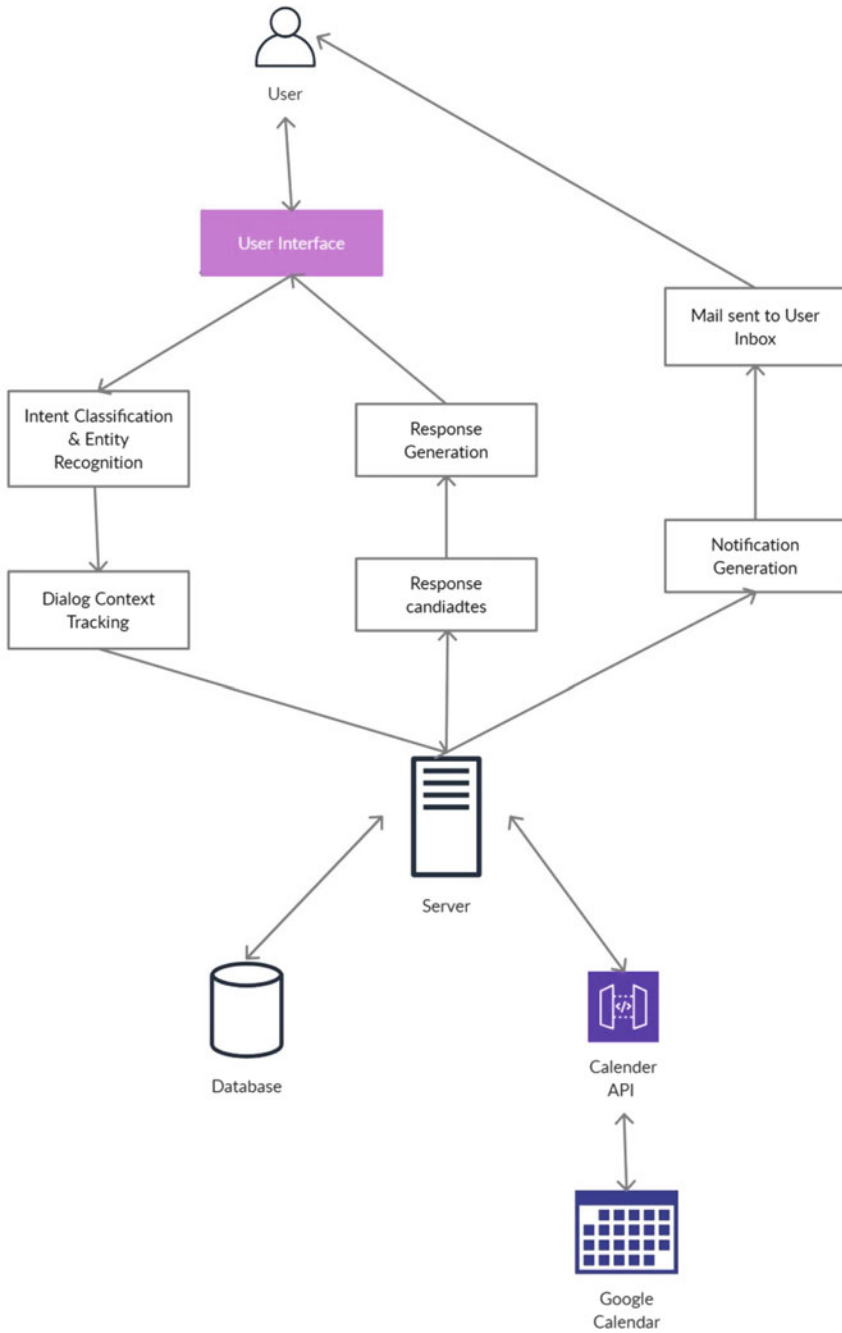 User
User Interface
Mail sent to User
Inbox
Intent Classification
& Entity
Recognition
Response
Generation
Notification
Generation
Dialog Context
Tracking
Response
candiadtes
Server
Database
Calender
API
Google
Calendar